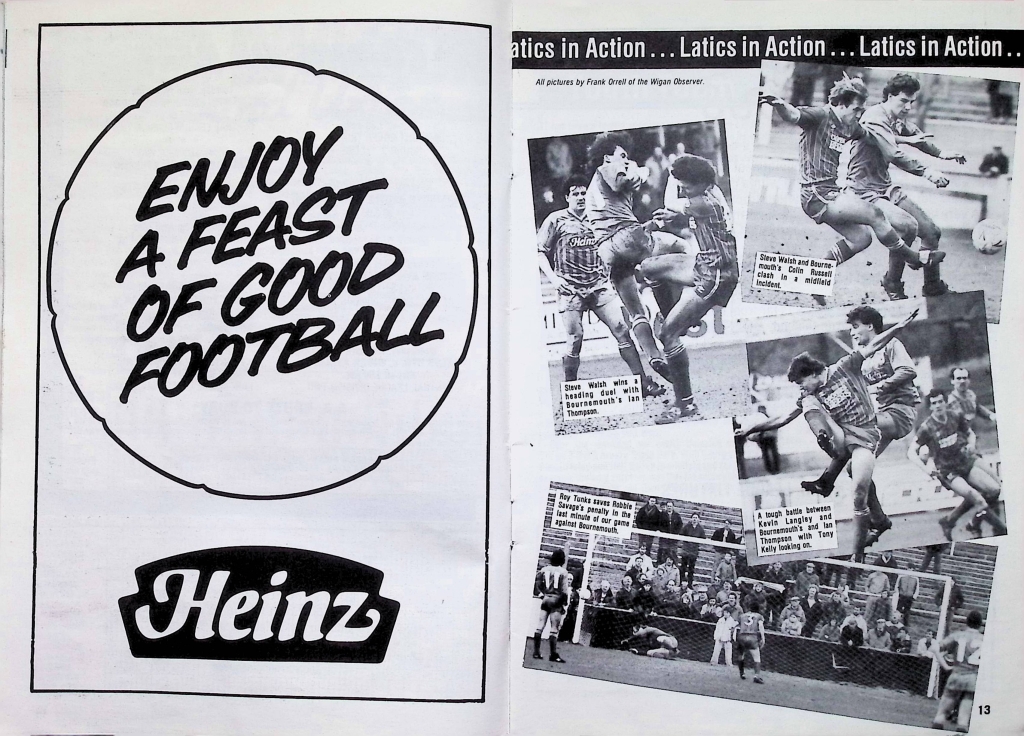 ENJOY
A FEAST
OF GOOD
FOOTBALL
Heinz
atics in Action ... Latics in Action ... Latics in Action ..
All pictures by Frank Orrell of the Wigan Observer.
Heinz
Steve Walsh wins a
heading duel with
Bournemouth's Ian
Thompson.
Steve Walsh and Bourne-
mouth's Colin Russell
clash in a midfield
incident.
A tough battle between
Kevin Langley and
Bournemouth's and Ian
Thompson with Tony
Kelly looking on.
Roy Tunks saves Robbie
Savage's penalty in the
last minute of our game
against Bournemouth.
11
3
13